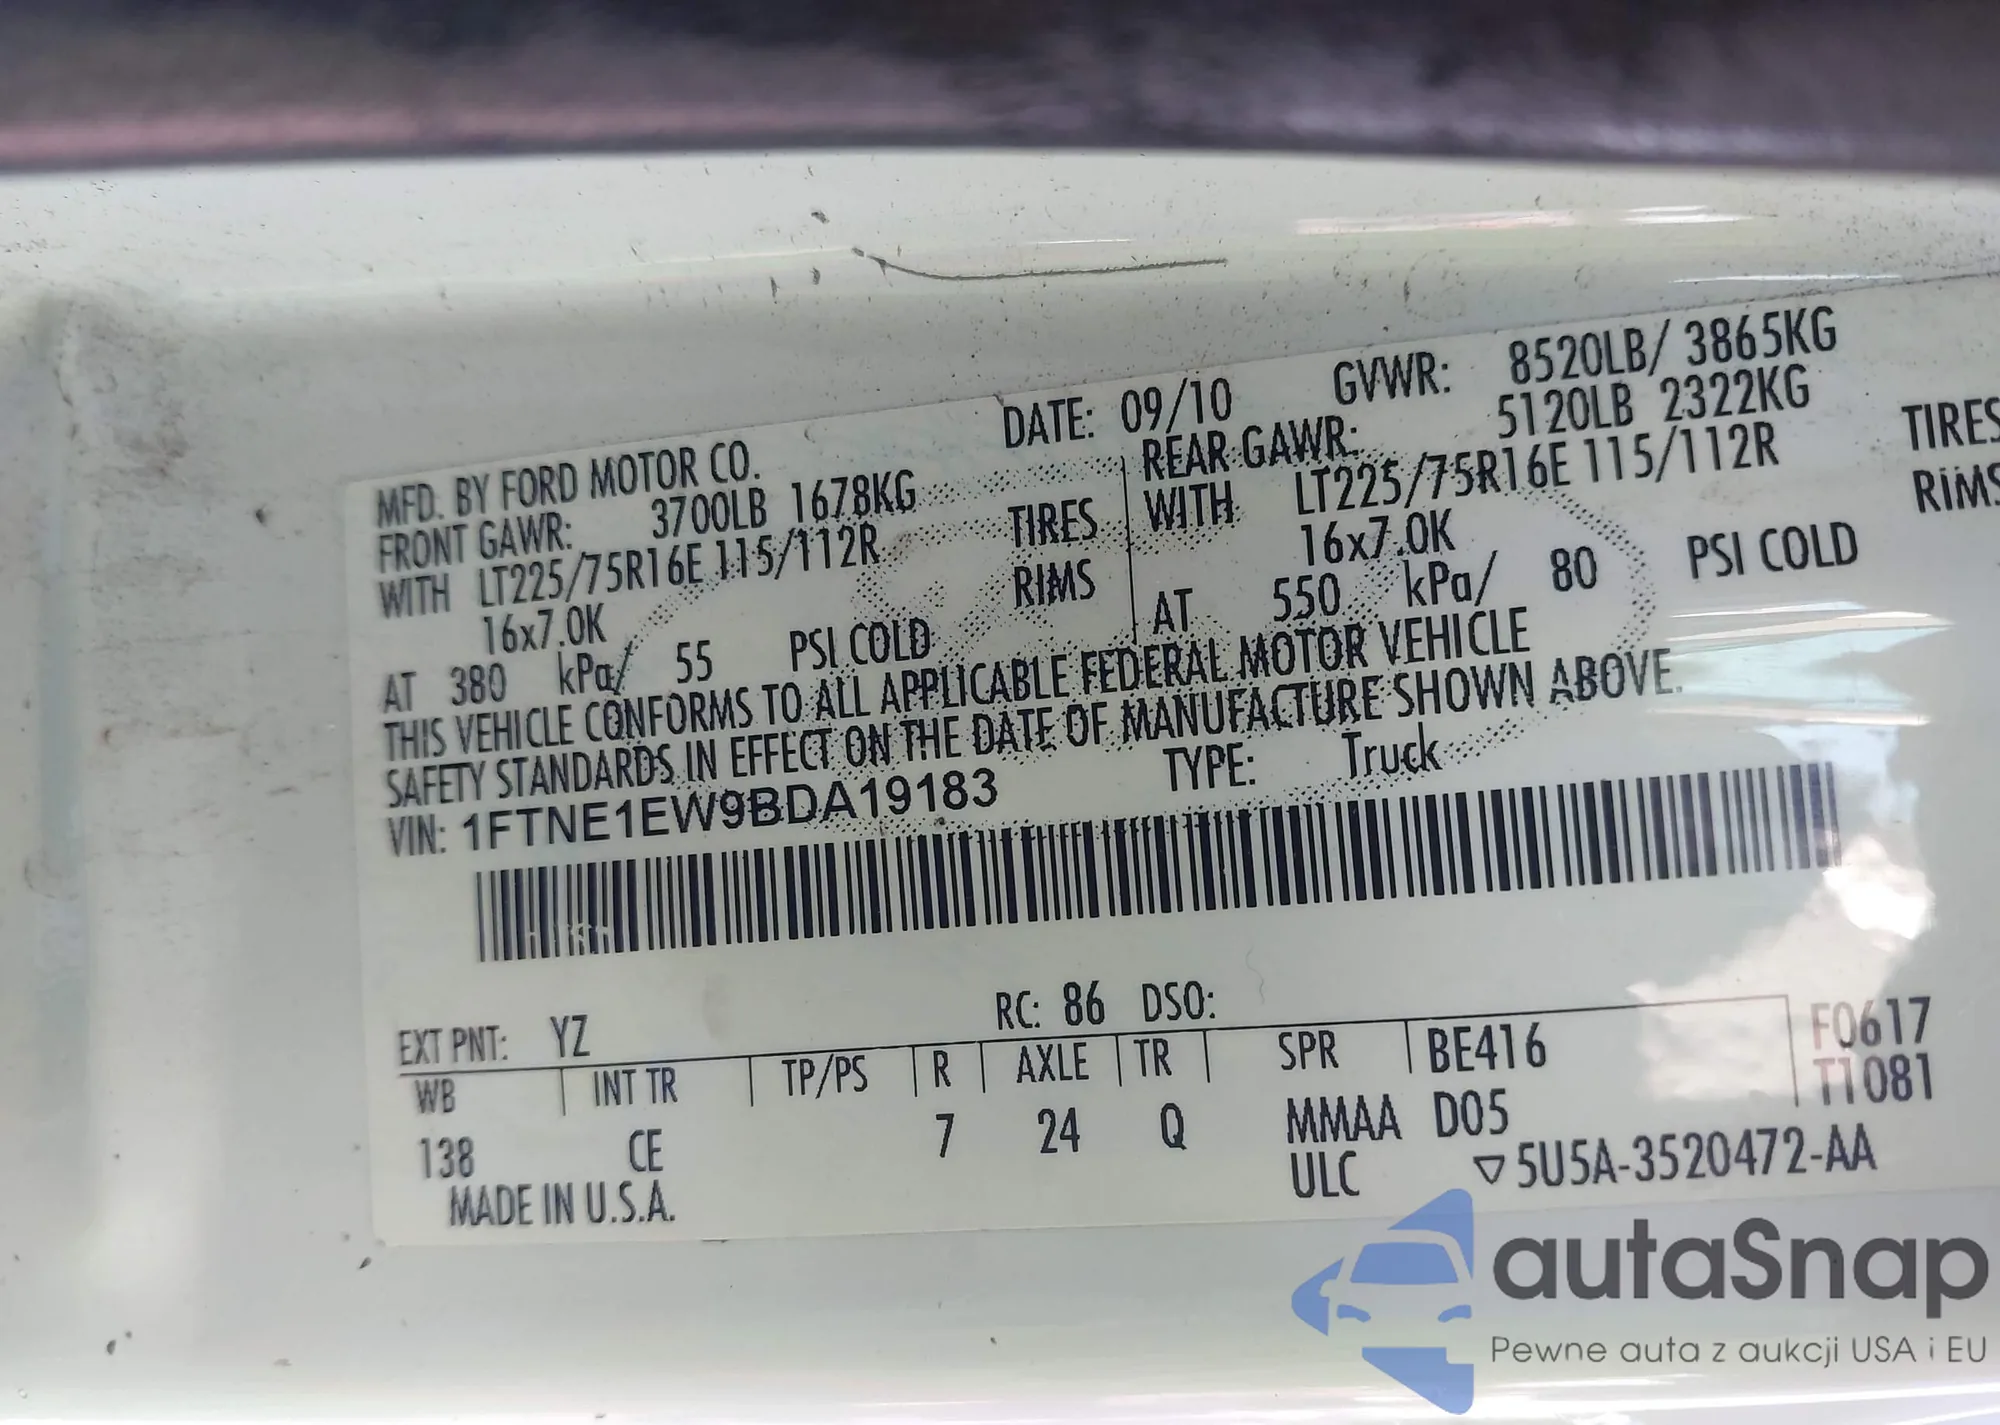 MFD. BY FORD MOTOR CO. DATE: 09/10 GVWR: 8520LB/ 3865KG
FRONT GAWR: 3700LB 1678KG REAR GAWR: 5120LB 2322KG
WITH LT225/75R16E 115/112R TIRES WITH LT225/75R16E 115/112R TIRES
16x7.0K RIMS 16x7.0K RIMS
AT 380 kPa/ 55 PSI COLD AT 550 kPa/ 80 PSI COLD
THIS VEHICLE CONFORMS TO ALL APPLICABLE FEDERAL MOTOR VEHICLE
SAFETY STANDARDS IN EFFECT ON THE DATE OF MANUFACTURE SHOWN ABOVE.
VIN: 1FTNE1EW9BDA19183 TYPE: Truck
EXT PNT: YZ RC: 86 DSO:
WB INT TR TP/PS R AXLE TR SPR BE416 F0617
T1081
138 CE 7 24 Q MMAA D05
MADE IN U.S.A. ULC ▽5U5A-3520472-AA
autaSnap
Pewne auta z aukcji USA i EU